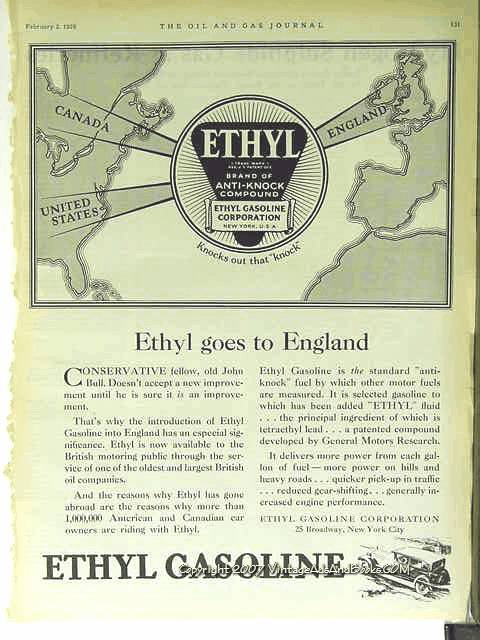 February 2, 1928
THE OIL AND GAS JOURNAL
131
CANADA
UNITED
STATES
ENGLAND
ETHYL
TRADE MARK
BRAND OF
ANTI-KNOCK
COMPOUND
ETHYL GASOLINE
CORPORATION
NEW YORK, U.S.A.
Knocks out that "knock"
Ethyl goes to England
CONSERVATIVE fellow, old John
Bull. Doesn't accept a new improve-
ment until he is sure it is an improve-
ment.
That's why the introduction of Ethyl
Gasoline into England has an especial sig-
nificance. Ethyl is now available to the
British motoring public through the ser-
vice of one of the oldest and largest British
oil companies.
And the reasons why Ethyl has gone
abroad are the reasons why more than
1,000,000 American and Canadian car
owners are riding with Ethyl.
Ethyl Gasoline is the standard "anti-
knock" fuel by which other motor fuels
are measured. It is selected gasoline to
which has been added "ETHYL" fluid
. . . the principal ingredient of which is
tetraethyl lead . . . a patented compound
developed by General Motors Research.
It delivers more power from each gal-
lon of fuel—more power on hills and
heavy roads . . . quicker pick-up in traffic
. . . reduced gear-shifting . . . generally in-
creased engine performance.
ETHYL GASOLINE CORPORATION
25 Broadway, New York City
ETHYL GASOLINE
Copyright 2007 VintageAdsAndBooks.COM